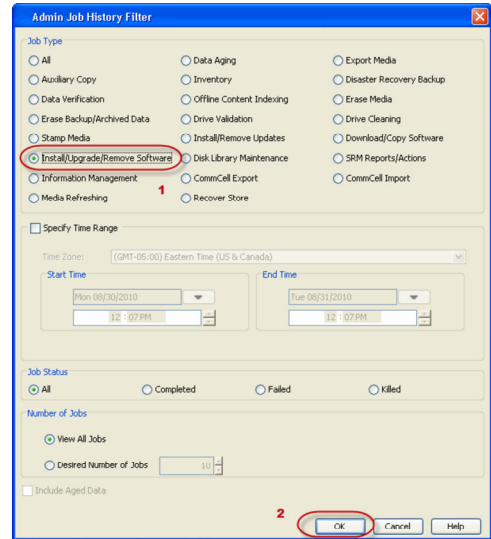 Admin Job History Filter
Job Type
All
Data Aging
Export Media
Auxiliary Copy
Inventory
Disaster Recovery Backup
Data Verification
Offline Content Indexing
Erase Media
Erase Backup/Archived Data
Drive Validation
Drive Cleaning
Stamp Media
Install/Remove Updates
Download/Copy Software
Install/Upgrade/Remove Software
Disk Library Maintenance
SRM Reports/Actions
1
Information Management
CommCell Export
CommCell Import
Media Refreshing
Recover Store
Specify Time Range
Time Zone: (GMT-05:00) Eastern Time (US & Canada)
Start Time
End Time
Mon 08/30/2010
Tue 08/31/2010
12 : 07 PM
12 : 07 PM
Job Status
All
Completed
Failed
Killed
Number of Jobs
View All Jobs
Desired Number of Jobs 10
Include Aged Data
2
OK
Cancel
Help